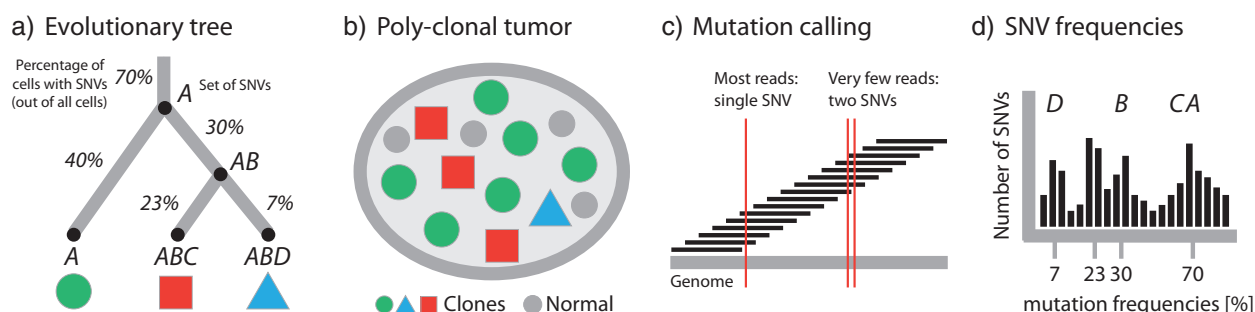 a) Evolutionary tree
Percentage of
cells with SNVs
(out of all cells)
70%
A
Set of SNVs
30%
40%
AB
23%
7%
A
ABC
ABD
b) Poly-clonal tumor
Clones
Normal
c) Mutation calling
Most reads:
single SNV
Very few reads:
two SNVs
Genome
d) SNV frequencies
Number of SNVs
D
B
C A
7
23
30
70
mutation frequencies [%]